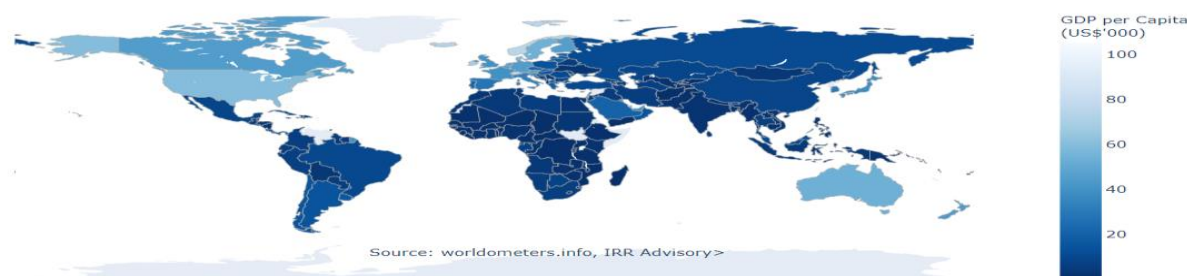 GDP per Capita
(US$'000)
100
80
60
40
20
Source: worldometers.info, IRR Advisory>